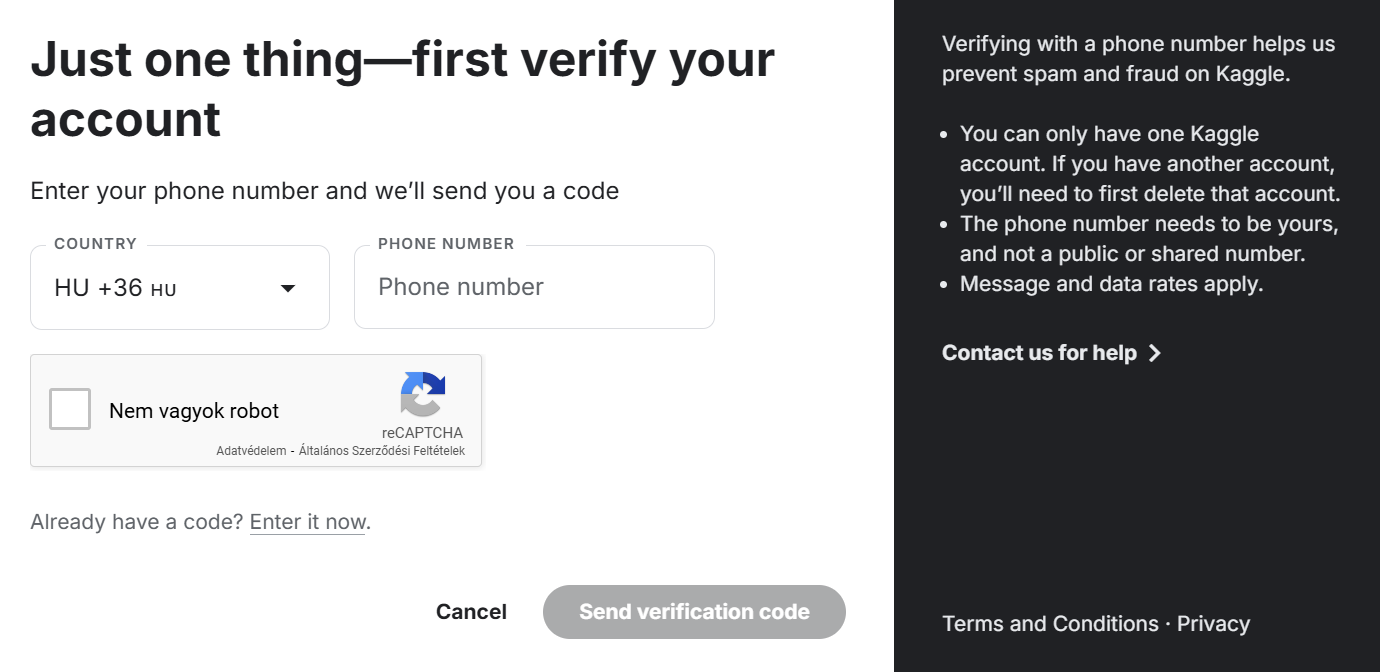 Just one thing—first verify your
account
Enter your phone number and we’ll send you a code
COUNTRY
HU +36 HU
PHONE NUMBER
Phone number
Nem vagyok robot
reCAPTCHA
Adatvédelem - Általános Szerződési Feltételek
Already have a code? Enter it now.
Cancel
Send verification code
Verifying with a phone number helps us
prevent spam and fraud on Kaggle.
• You can only have one Kaggle
account. If you have another account,
you’ll need to first delete that account.
• The phone number needs to be yours,
and not a public or shared number.
• Message and data rates apply.
Contact us for help
Terms and Conditions · Privacy